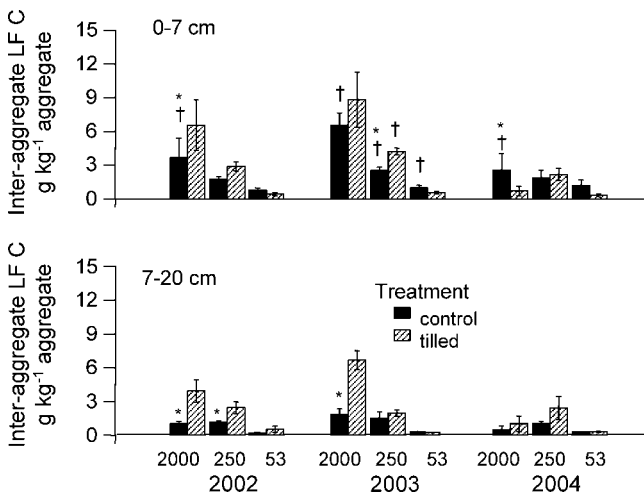 Inter-aggregate LF C
g kg⁻¹ aggregate
15
12
9
6
3
0
0-7 cm
*
†
†
*
†
†
†
*
†
Inter-aggregate LF C
g kg⁻¹ aggregate
15
12
9
6
3
0
7-20 cm
Treatment
control
tilled
*
*
*
2000 250 53 2000 250 53 2000 250 53
2002 2003 2004